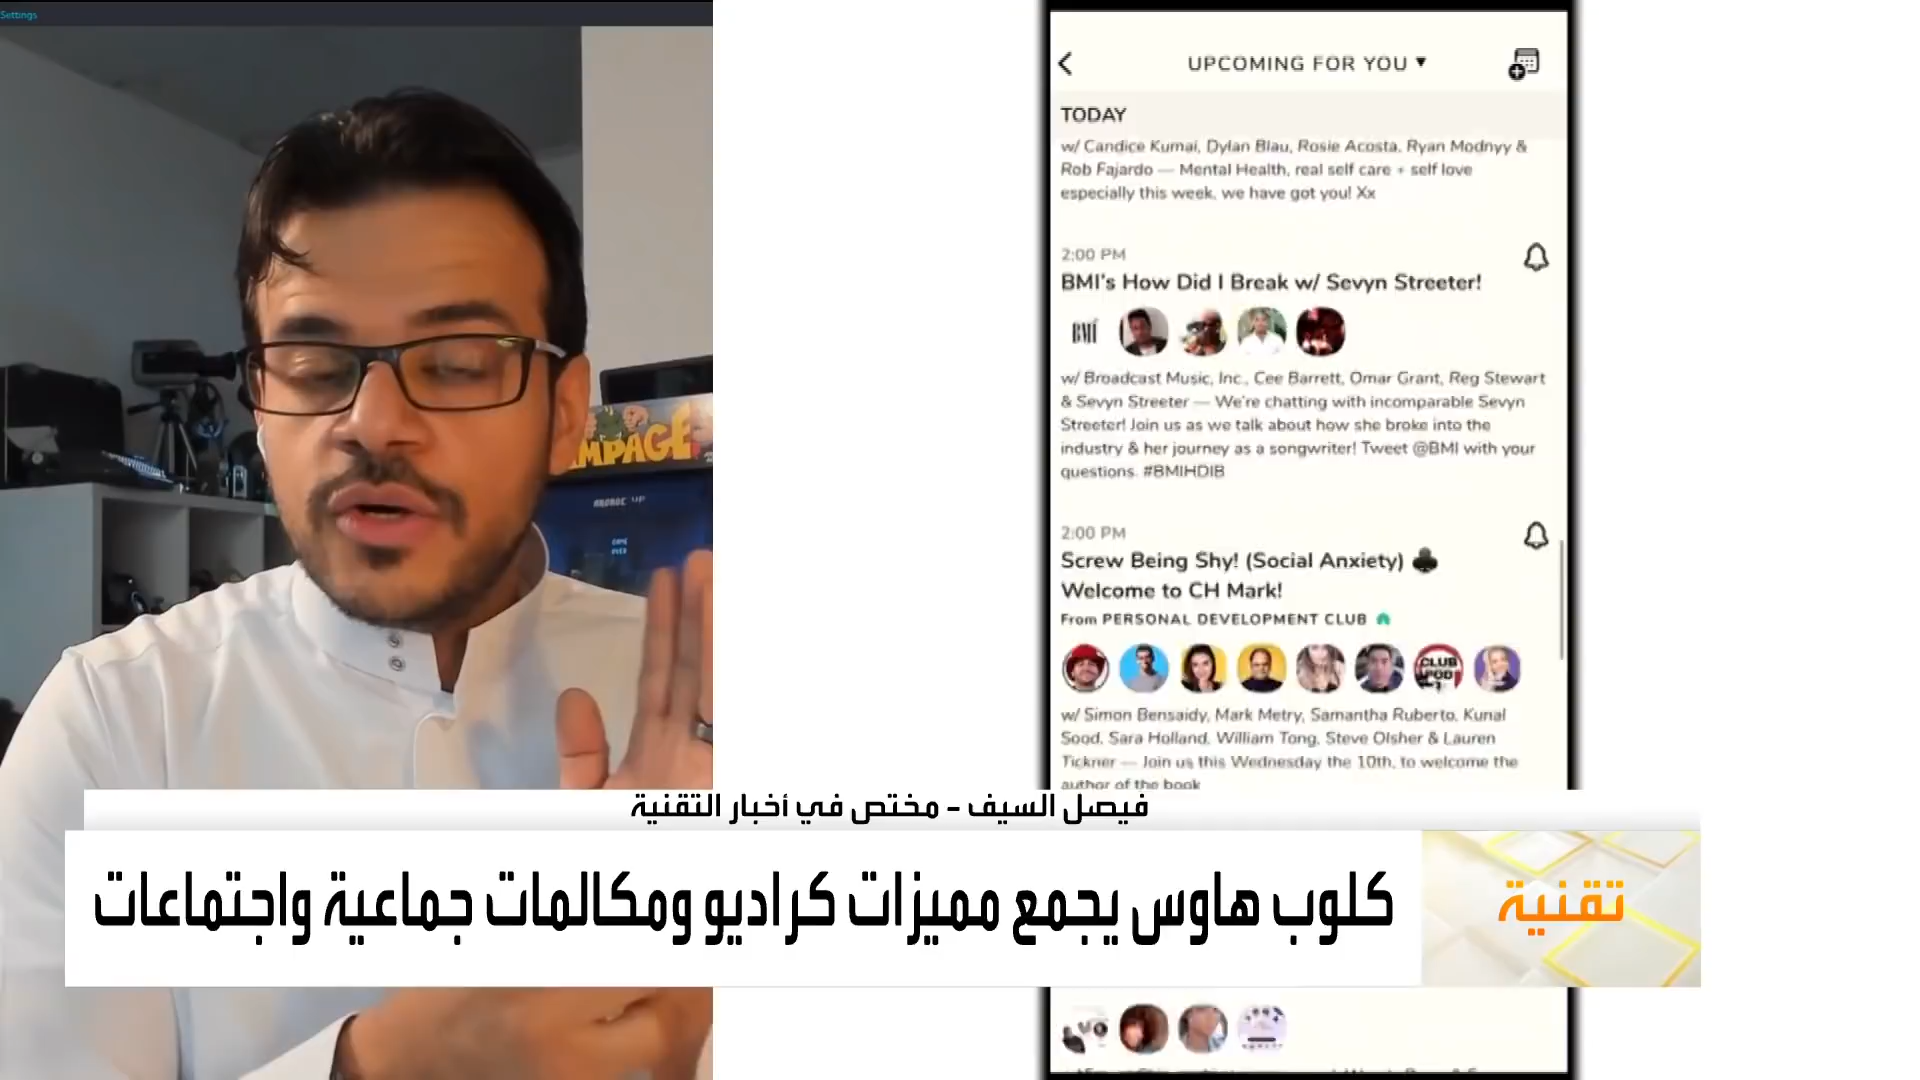 Settings
UPCOMING FOR YOU ▼
TODAY
w/ Candice Kumai, Dylan Blau, Rosie Acosta, Ryan Modnyy &
Rob Fajardo — Mental Health, real self care + self love
especially this week, we have got you! Xx
2:00 PM
BMI's How Did I Break w/ Sevyn Streeter!
BMI
w/ Broadcast Music, Inc., Cee Barrett, Omar Grant, Reg Stewart
& Sevyn Streeter — We're chatting with incomparable Sevyn
Streeter! Join us as we talk about how she broke into the
industry & her journey as a songwriter! Tweet @BMI with your
questions. #BMIHDIB
2:00 PM
Screw Being Shy! (Social Anxiety) ♣
Welcome to CH Mark!
From PERSONAL DEVELOPMENT CLUB
CLUB
POD
w/ Simon Bensaidy, Mark Metry, Samantha Ruberto, Kunal
Sood, Sara Holland, William Tong, Steve Olsher & Lauren
Tickner — Join us this Wednesday the 10th, to welcome the
author of the book
MPAGE
GAME
OVER
فيصل السيف - مختص في أخبار التقنية
تقنية
كلوب هاوس يجمع مميزات كراديو ومكالمات جماعية واجتماعات